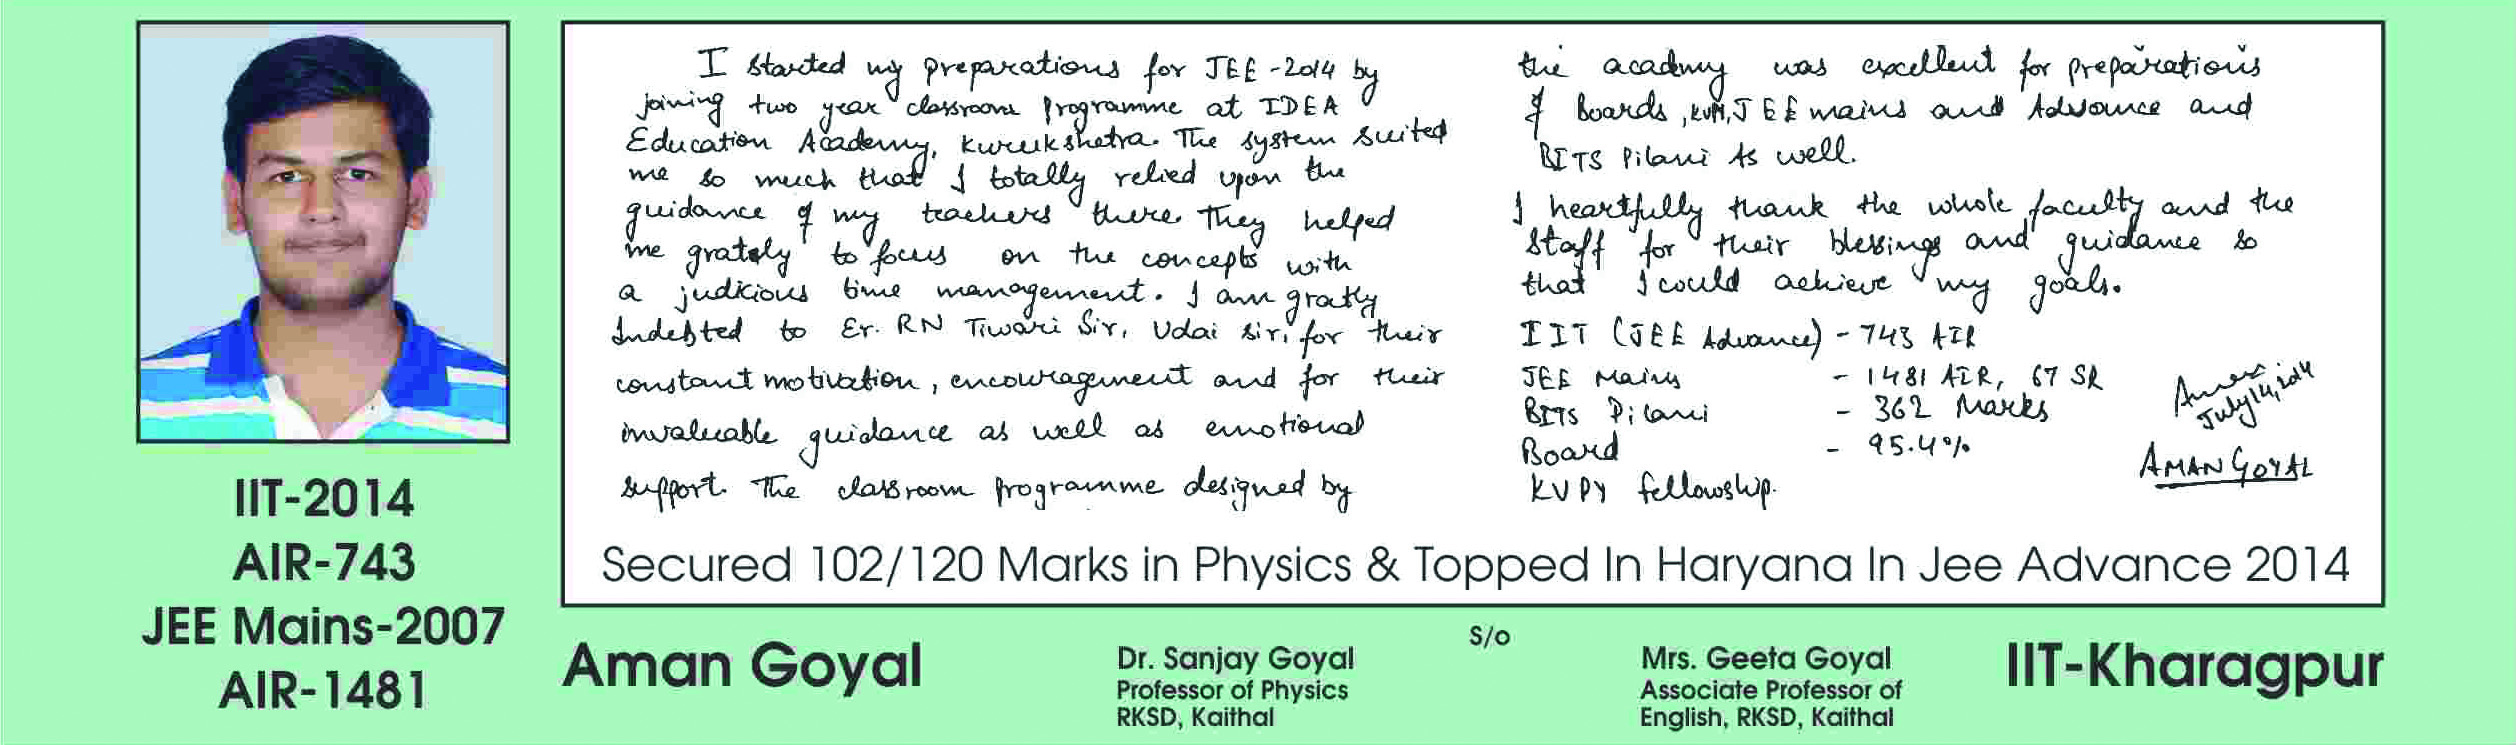 I started my preparations for JEE-2014 by
joining two year classroom programme at IDEA
Education Academy, Kurukshetra. The system suited
me so much that I totally relied upon the
guidance of my teachers there. They helped
me grately to focus on the concepts with
a judicious time management. I am gratly
Indebted to Er. RN Tiwari Sir, Udai sir, for their
constant motivation, encouragement and for their
invaluable guidance as well as emotional
support. The classroom programme designed by
the academy was excellent for preparations
of Boards, KVPY, JEE mains and Advance and
BITS Pilani As well.
I heartfully thank the whole faculty and the
staff for their blessings and guidance so
that I could achieve my goals.
IIT (JEE Advance) - 743 AIR
JEE Mains - 1481 AIR, 67 SR
BITS Pilani - 362 Marks
Board - 95.4%
KVPY fellowship.
Aman
July 14, 2014
AMAN GOYAL
Secured 102/120 Marks in Physics & Topped In Haryana In Jee Advance 2014
IIT-2014
AIR-743
JEE Mains-2007
AIR-1481
Aman Goyal
S/o
Dr. Sanjay Goyal
Professor of Physics
RKSD, Kaithal
Mrs. Geeta Goyal
Associate Professor of
English, RKSD, Kaithal
IIT-Kharagpur